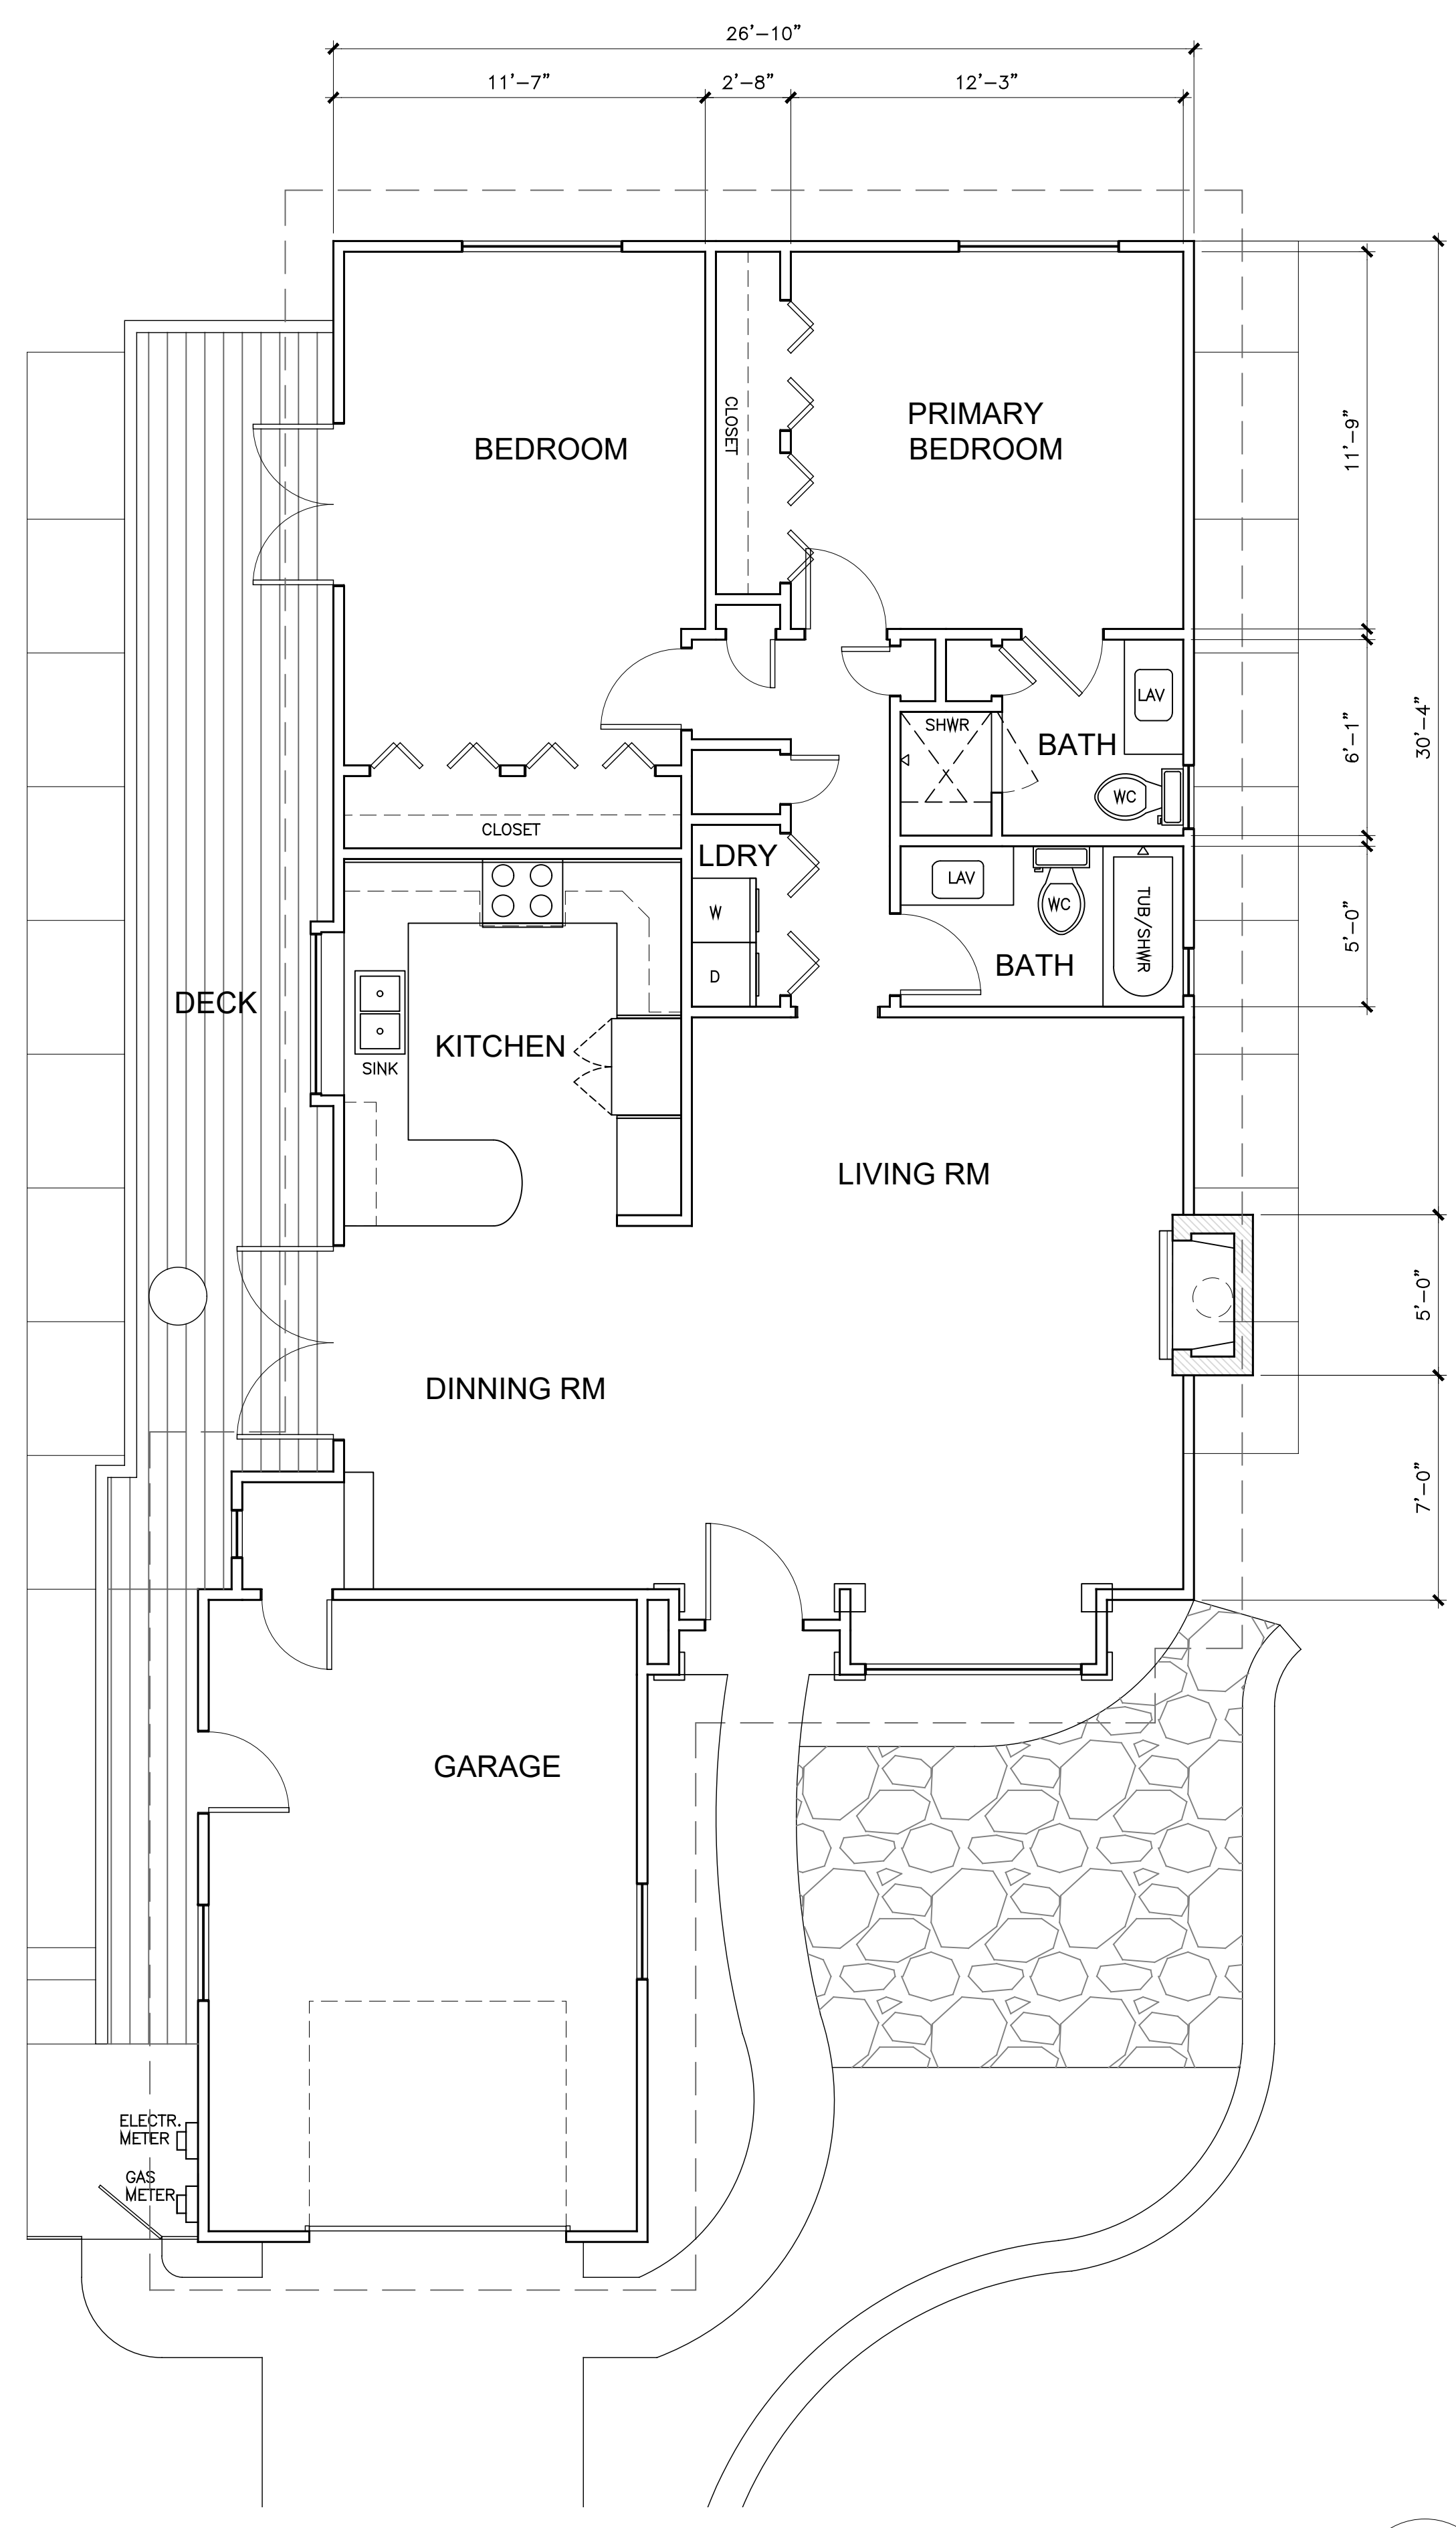 26'-10"
11'-7"
2'-8"
12'-3"
CLOSET
PRIMARY
BEDROOM
BEDROOM
11'-9"
LAV
SHWR
BATH
6'-1"
30'-4"
WC
CLOSET
LDRY
LAV
WC
TUB/SHWR
W
5'-0"
BATH
D
DECK
KITCHEN
SINK
LIVING RM
5'-0"
DINNING RM
7'-0"
GARAGE
ELECTR.
METER
GAS
METER